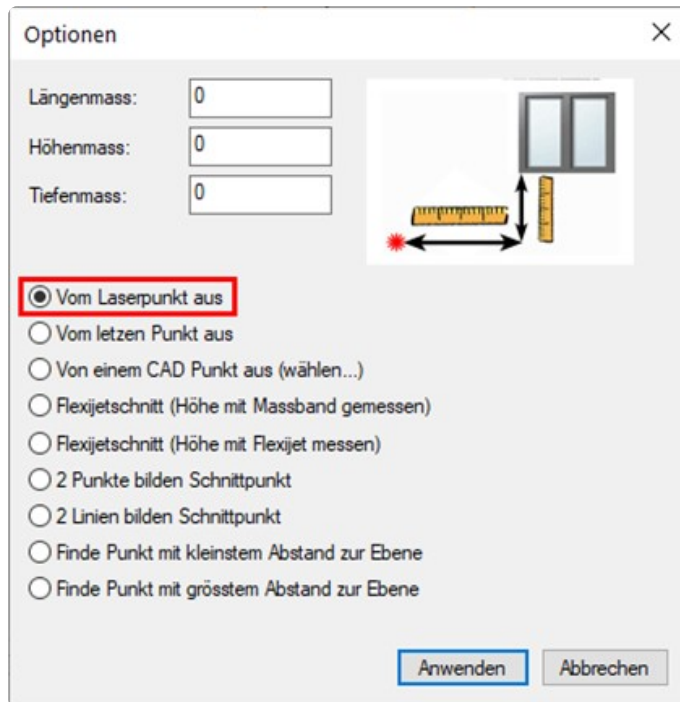 Optionen
Längenmass: 0
Höhenmass: 0
Tiefenmass: 0
Vom Laserpunkt aus
Vom letzen Punkt aus
Von einem CAD Punkt aus (wählen...)
Flexijetschnitt (Höhe mit Massband gemessen)
Flexijetschnitt (Höhe mit Flexijet messen)
2 Punkte bilden Schnittpunkt
2 Linien bilden Schnittpunkt
Finde Punkt mit kleinstem Abstand zur Ebene
Finde Punkt mit grösstem Abstand zur Ebene
Anwenden Abbrechen